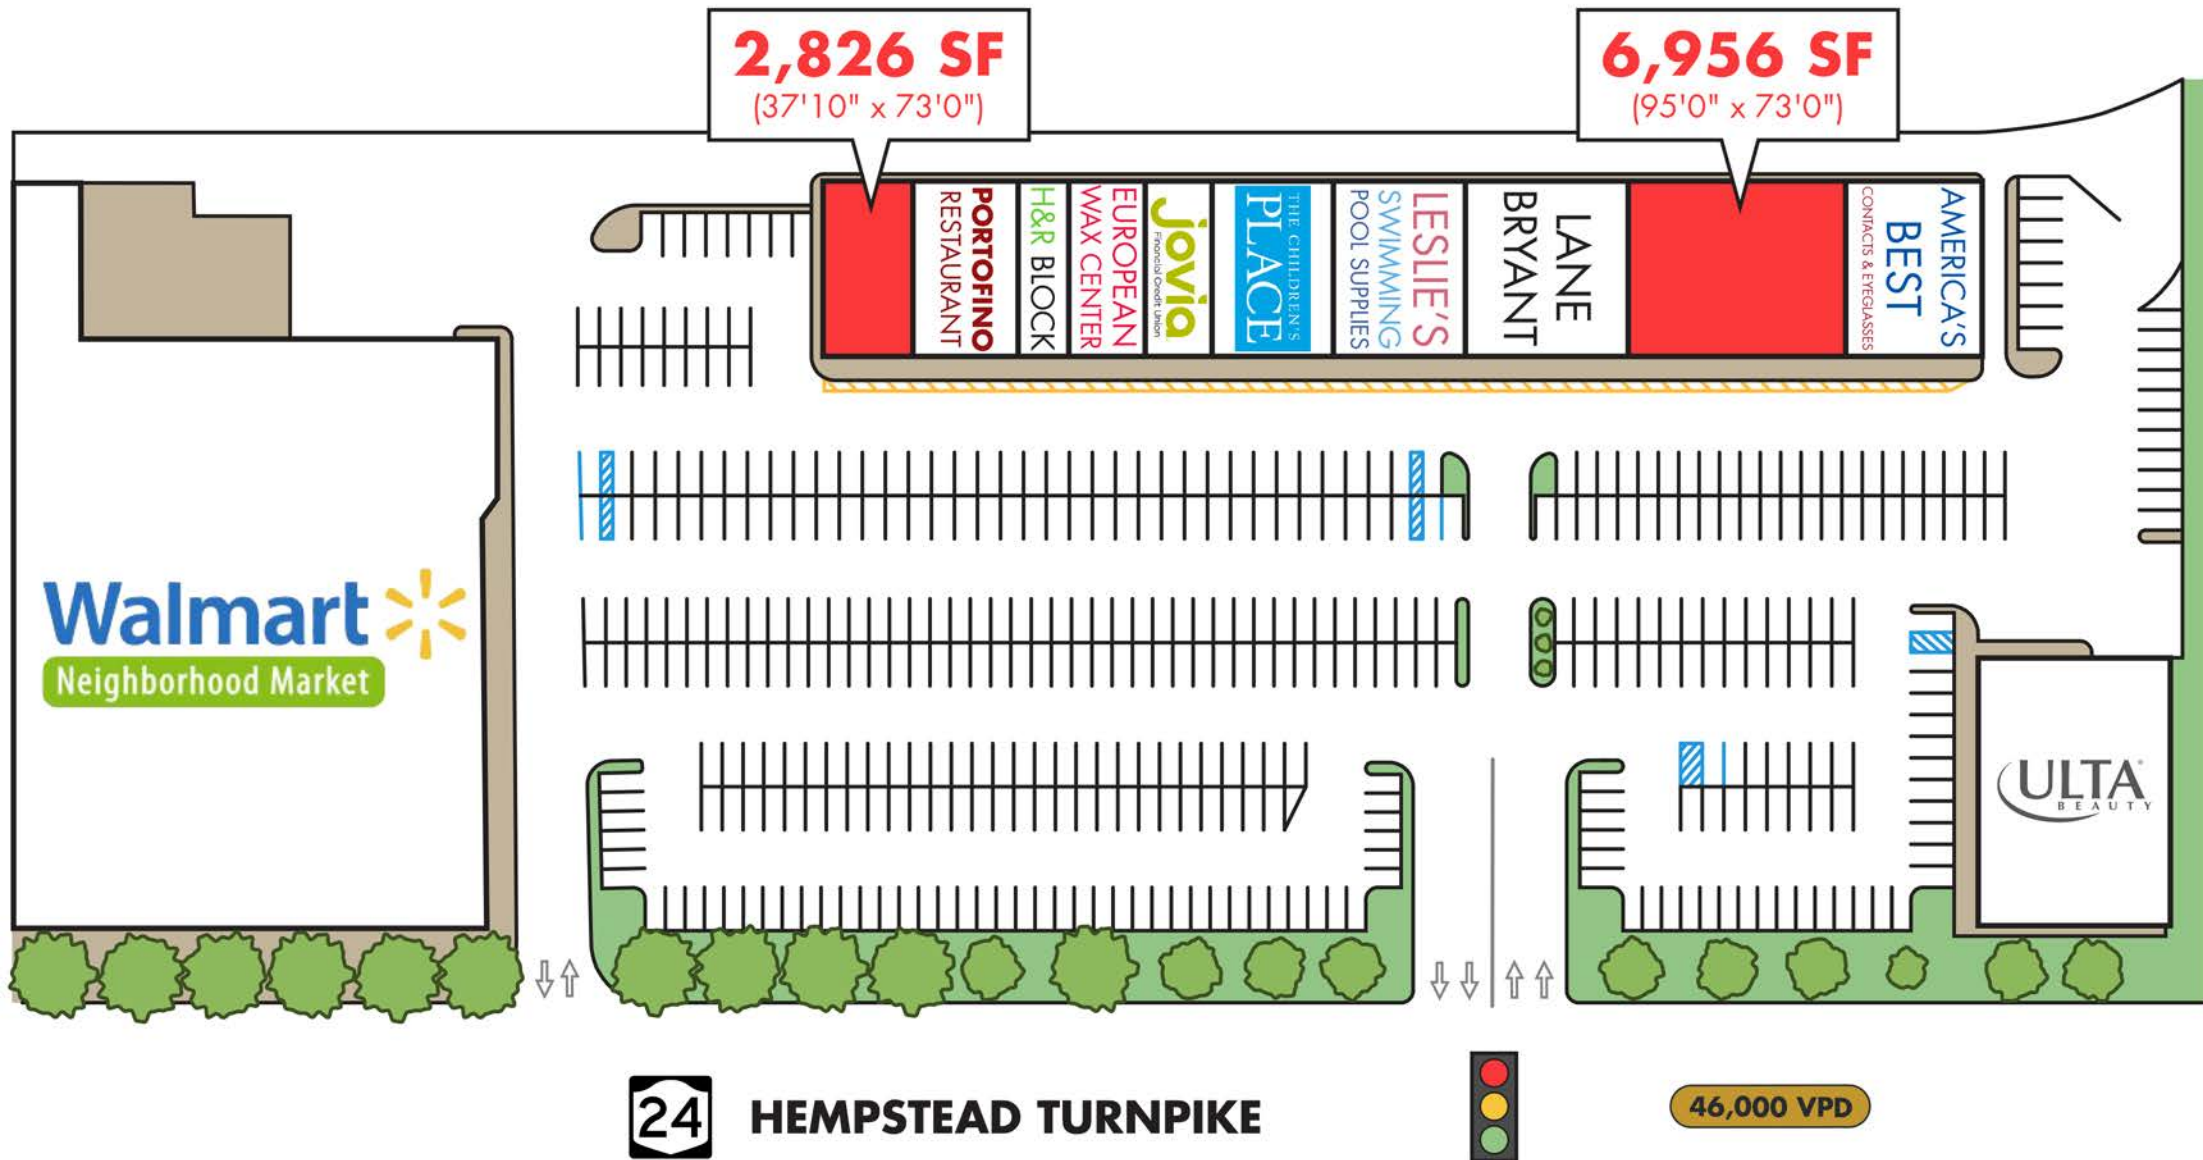 2,826 SF
(37'10" x 73'0")
6,956 SF
(95'0" x 73'0")
PORTOFINO
RESTAURANT
H&R BLOCK
EUROPEAN
WAX CENTER
jovia
Financial Credit Union
THE CHILDREN'S
PLACE
LESLIE'S
SWIMMING
POOL SUPPLIES
LANE
BRYANT
AMERICA'S
BEST
CONTACTS & EYEGLASSES
Walmart
Neighborhood Market
ULTA
BEAUTY
24
HEMPSTEAD TURNPIKE
46,000 VPD